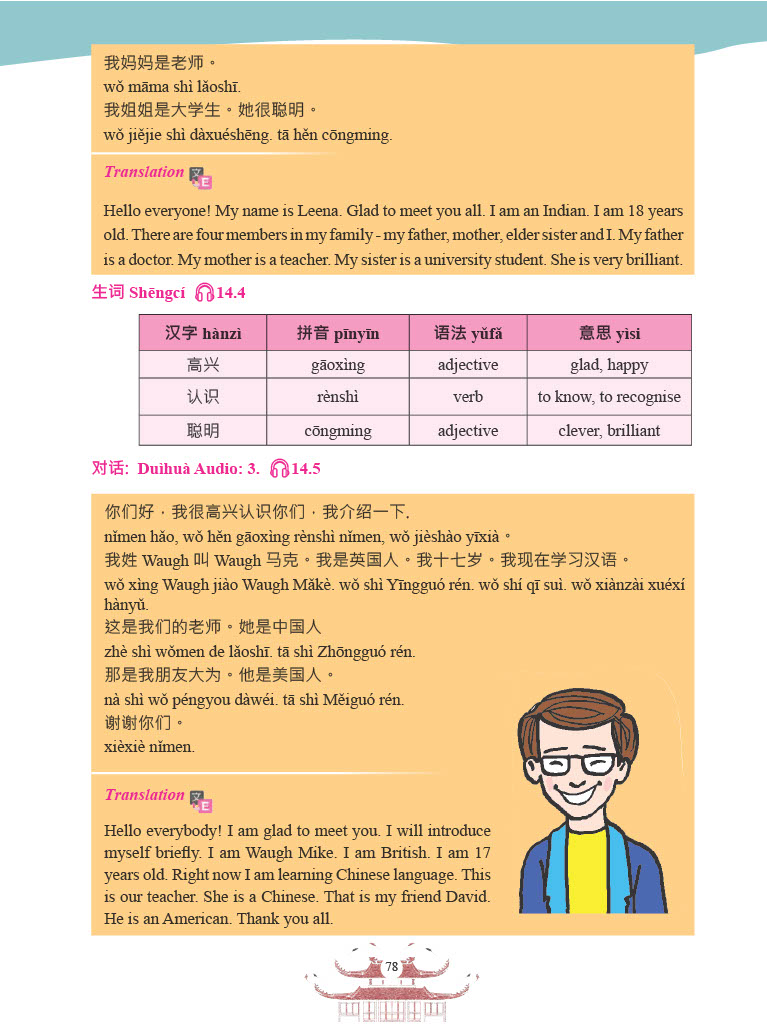 我妈妈是老师。
wǒ māma shì lǎoshī.
我姐姐是大学生。她很聪明。
wǒ jiějie shì dàxuéshēng. tā hěn cōngming.
Translation 文 E
Hello everyone! My name is Leena. Glad to meet you all. I am an Indian. I am 18 years
old. There are four members in my family - my father, mother, elder sister and I. My father
is a doctor. My mother is a teacher. My sister is a university student. She is very brilliant.
生词 Shēngcí 14.4
汉字 hànzì 拼音 pīnyīn 语法 yǔfǎ 意思 yìsi
高兴 gāoxìng adjective glad, happy
认识 rènshì verb to know, to recognise
聪明 cōngming adjective clever, brilliant
对话: Duìhuà Audio: 3. 14.5
你们好，我很高兴认识你们，我介绍一下.
nǐmen hǎo, wǒ hěn gāoxìng rènshì nǐmen, wǒ jièshào yīxià。
我姓 Waugh 叫 Waugh 马克。我是英国人。我十七岁。我现在学习汉语。
wǒ xìng Waugh jiào Waugh Mǎkè. wǒ shì Yīngguó rén. wǒ shí qī suì. wǒ xiànzài xuéxí
hànyǔ.
这是我们的老师。她是中国人
zhè shì wǒmen de lǎoshī. tā shì Zhōngguó rén.
那是我朋友大为。他是美国人。
nà shì wǒ péngyou dàwéi. tā shì Měiguó rén.
谢谢你们。
xièxiè nǐmen.
Translation 文 E
Hello everybody! I am glad to meet you. I will introduce
myself briefly. I am Waugh Mike. I am British. I am 17
years old. Right now I am learning Chinese language. This
is our teacher. She is a Chinese. That is my friend David.
He is an American. Thank you all.
78